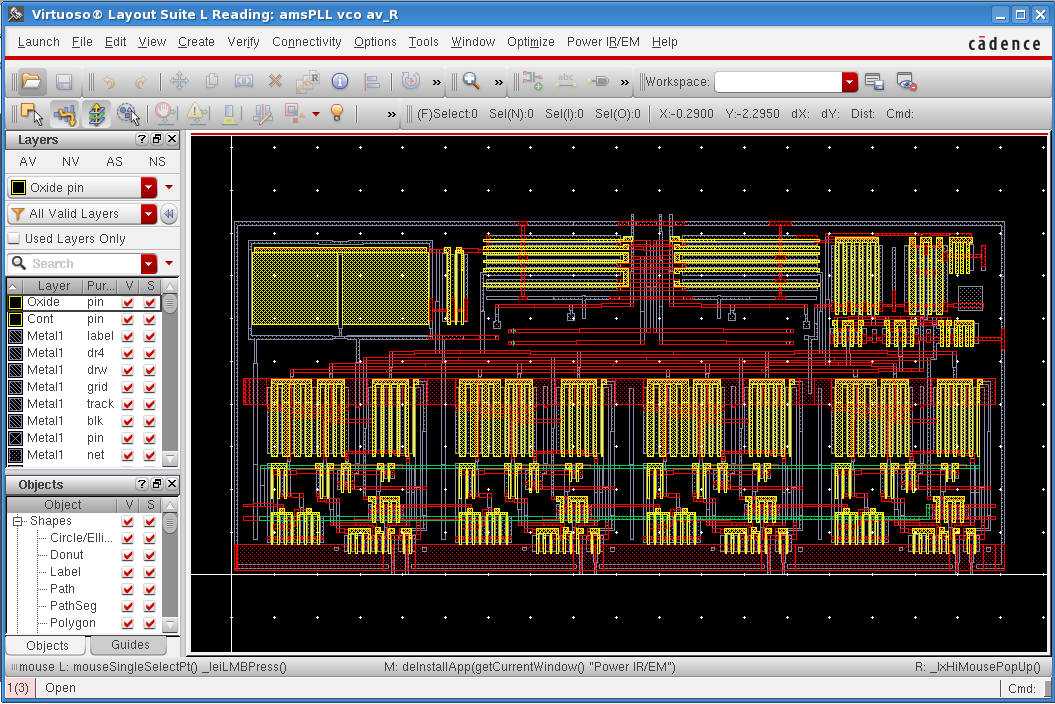 Virtuoso® Layout Suite L Reading: amsPLL vco av_R
Launch File Edit View Create Verify Connectivity Options Tools Window Optimize Power IR/EM Help
cādence
abc
Workspace:
(F)Select:0 Sel(N):0 Sel(I):0 Sel(O):0 X:-0.2900 Y:-2.2950 dX: dY: Dist: Cmd:
Layers
AV NV AS NS
Oxide pin
All Valid Layers
Used Layers Only
Search
Layer Pur... V S
Oxide pin
Cont pin
Metal1 label
Metal1 dr4
Metal1 drw
Metal1 grid
Metal1 track
Metal1 blk
Metal1 pin
Metal1 net
Objects
Object V S
Shapes
Circle/Elli...
Donut
Label
Path
PathSeg
Polygon
Objects Guides
mouse L: mouseSingleSelectPt() _leiLMBPress() M: deInstallApp(getCurrentWindow() "Power IR/EM") R: _lxHiMousePopUp()
1(3) Open Cmd: